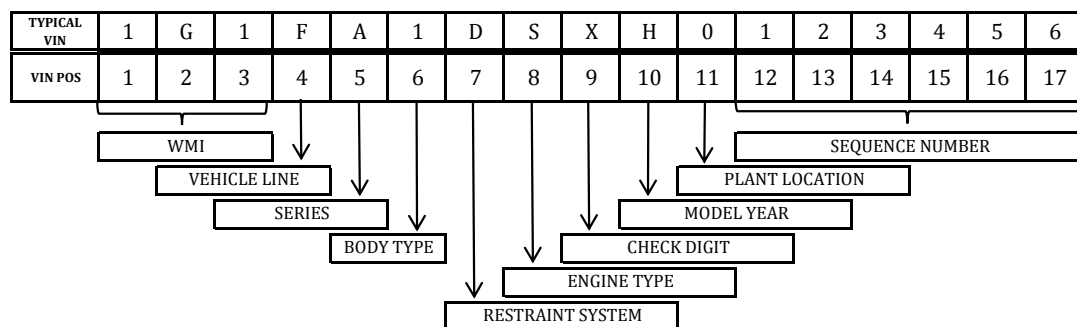 TYPICAL VIN 1 G 1 F A 1 D S X H 0 1 2 3 4 5 6
VIN POS 1 2 3 4 5 6 7 8 9 10 11 12 13 14 15 16 17
WMI SEQUENCE NUMBER
VEHICLE LINE PLANT LOCATION
SERIES MODEL YEAR
BODY TYPE CHECK DIGIT
ENGINE TYPE
RESTRAINT SYSTEM